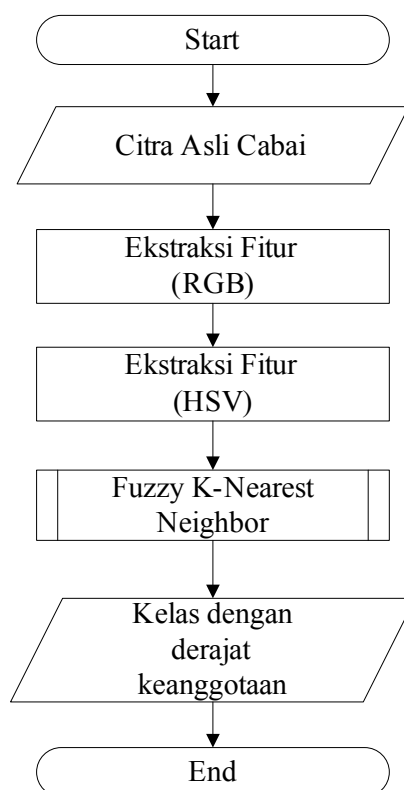 Start
Citra Asli Cabai
Ekstraksi Fitur
(RGB)
Ekstraksi Fitur
(HSV)
Fuzzy K-Nearest
Neighbor
Kelas dengan
derajat
keanggotaan
End